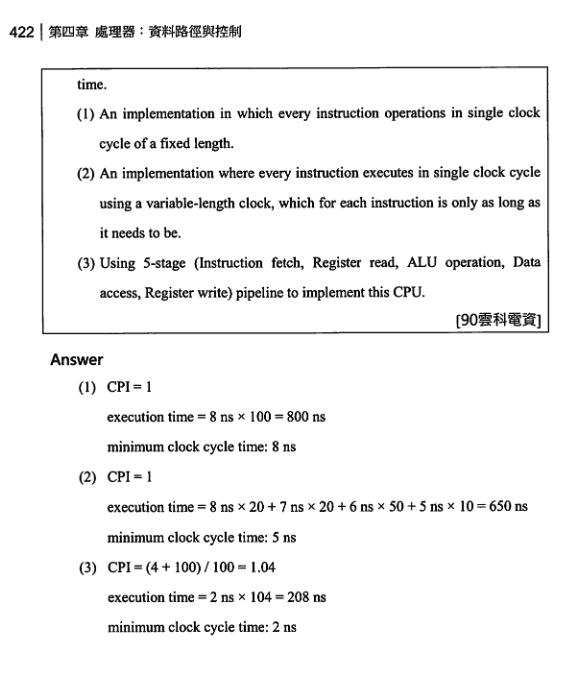 422 | 第四章 處理器：資料路徑與控制
time.
(1) An implementation in which every instruction operations in single clock
cycle of a fixed length.
(2) An implementation where every instruction executes in single clock cycle
using a variable-length clock, which for each instruction is only as long as
it needs to be.
(3) Using 5-stage (Instruction fetch, Register read, ALU operation, Data
access, Register write) pipeline to implement this CPU.
[90雲科電資]
Answer
(1) CPI = 1
execution time = 8 ns × 100 = 800 ns
minimum clock cycle time: 8 ns
(2) CPI = 1
execution time = 8 ns × 20 + 7 ns × 20 + 6 ns × 50 + 5 ns × 10 = 650 ns
minimum clock cycle time: 5 ns
(3) CPI = (4 + 100) / 100 = 1.04
execution time = 2 ns × 104 = 208 ns
minimum clock cycle time: 2 ns